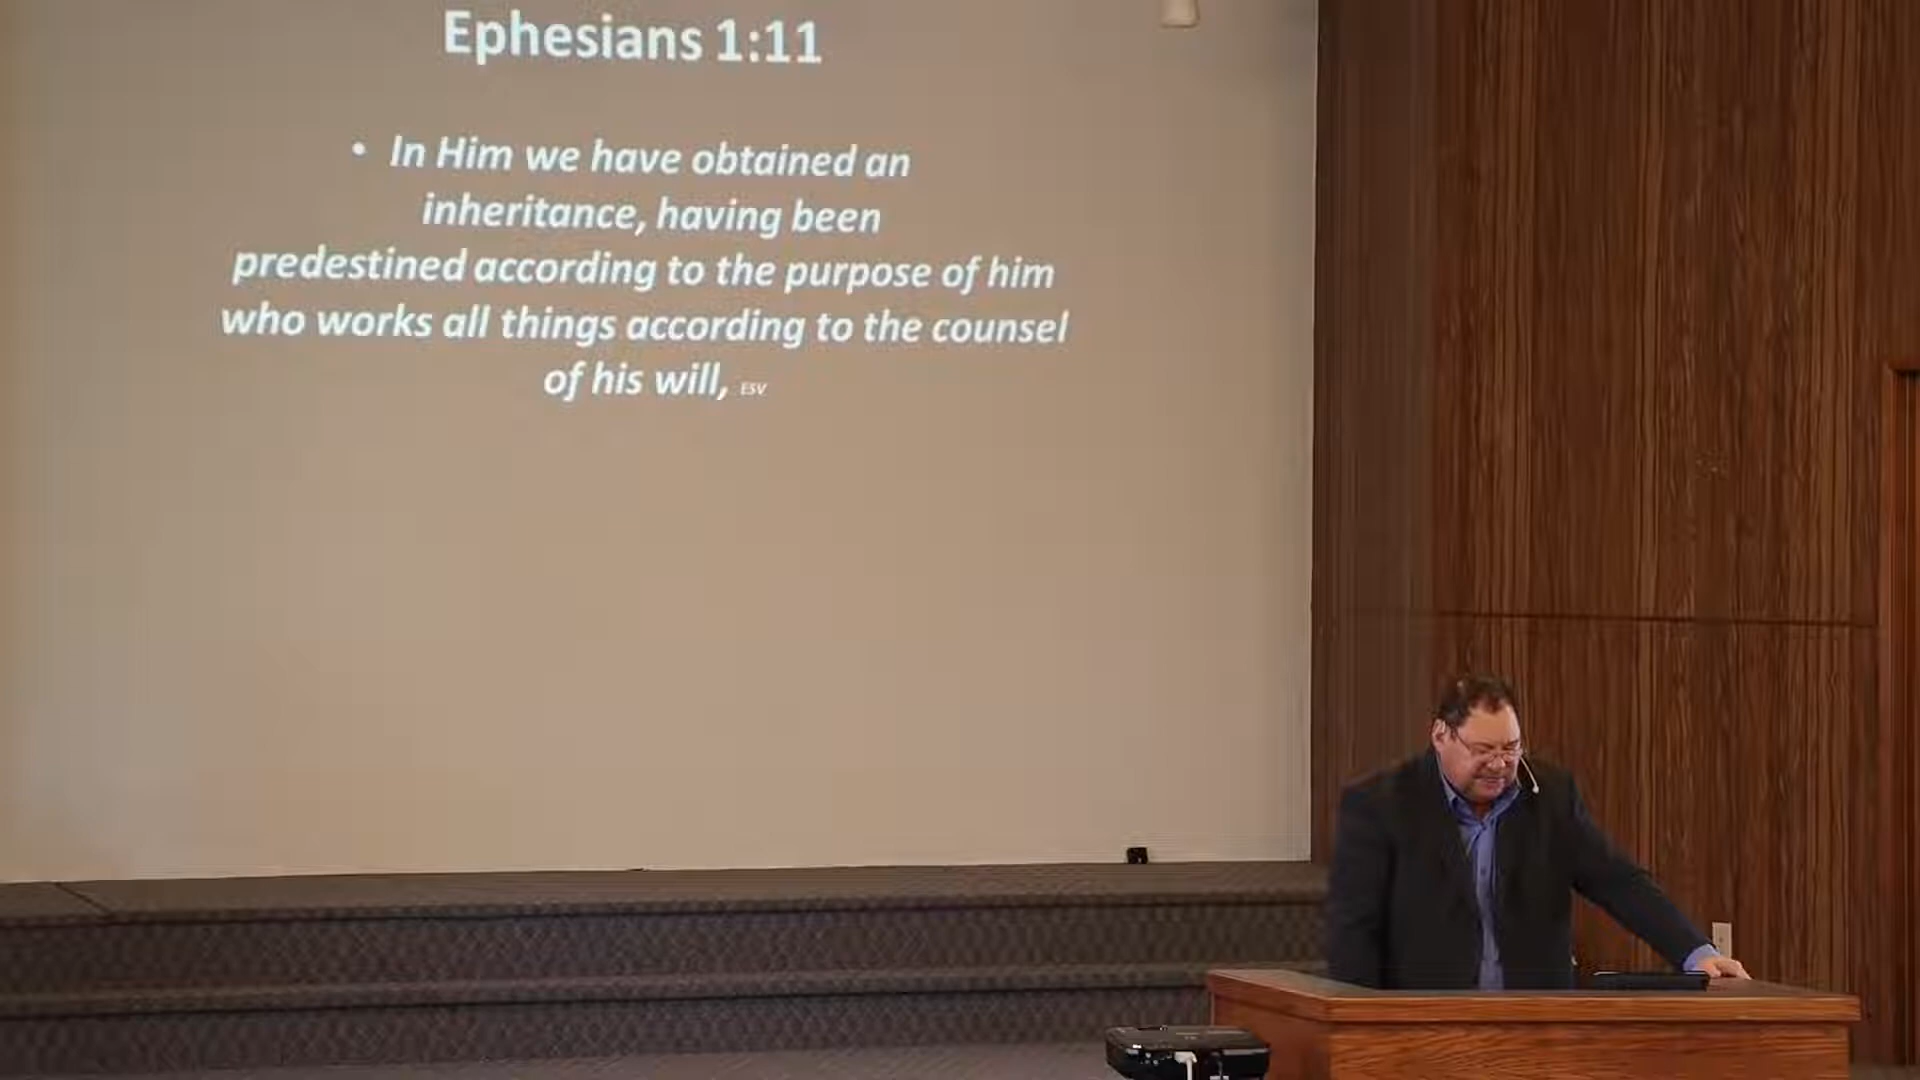 Ephesians 1:11
• In Him we have obtained an
inheritance, having been
predestined according to the purpose of him
who works all things according to the counsel
of his will, ESV